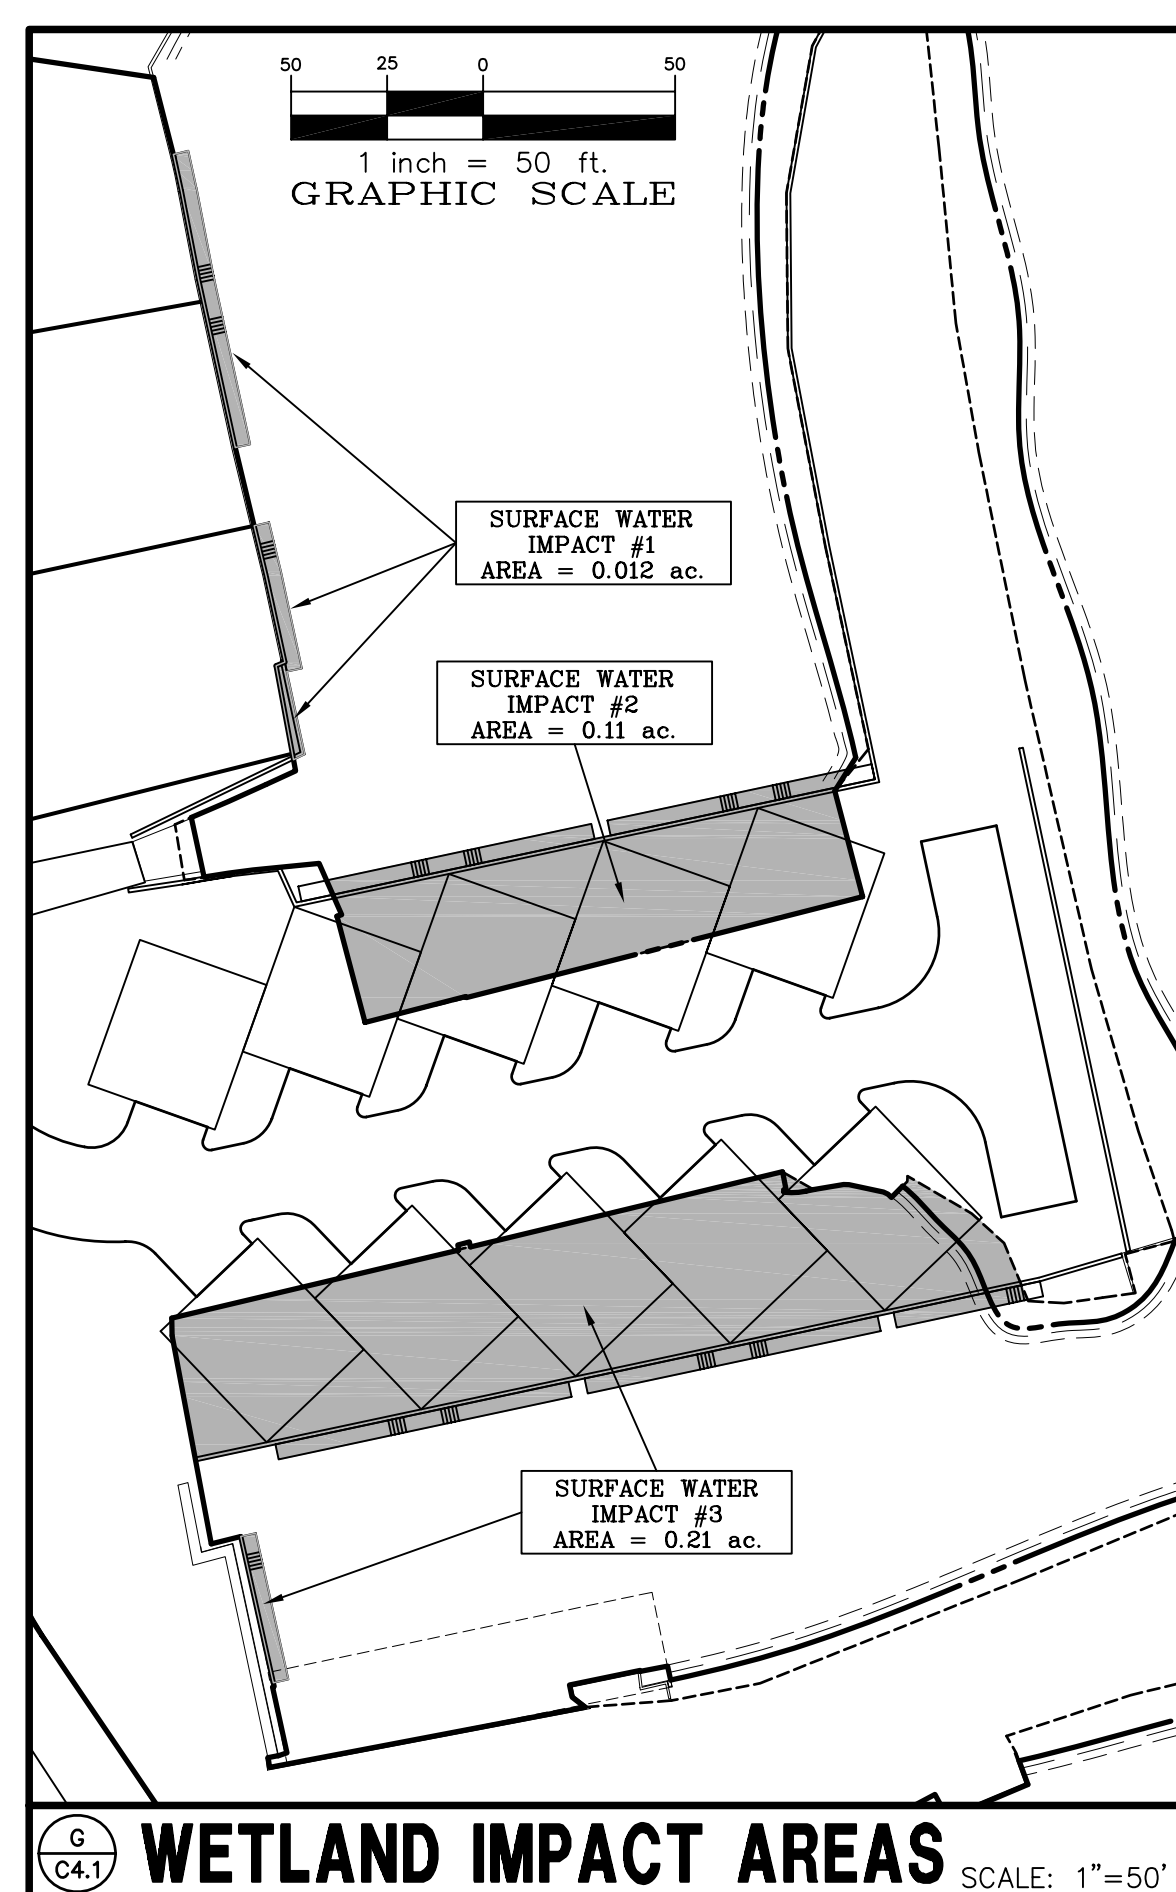 50 25 0 50
1 inch = 50 ft.
GRAPHIC SCALE
SURFACE WATER
IMPACT #1
AREA = 0.012 ac.
SURFACE WATER
IMPACT #2
AREA = 0.11 ac.
SURFACE WATER
IMPACT #3
AREA = 0.21 ac.
G
C4.1
WETLAND IMPACT AREAS SCALE: 1"=50'